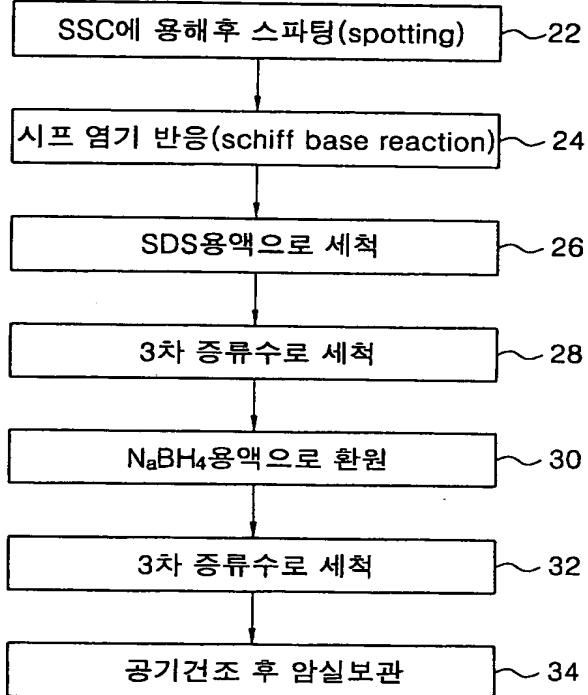 SSC에 용해후 스파팅(spotting) 22
시프 염기 반응(schiff base reaction) 24
SDS용액으로 세척 26
3차 증류수로 세척 28
NaBH4용액으로 환원 30
3차 증류수로 세척 32
공기건조 후 암실보관 34